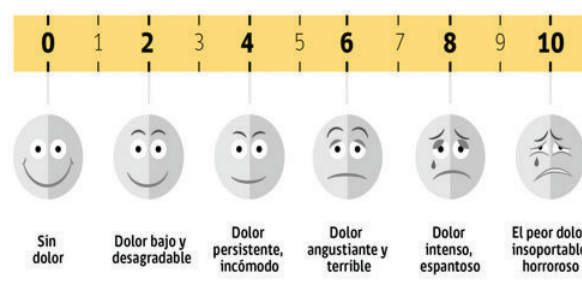 0 1 2 3 4 5 6 7 8 9 10
Sin
dolor
Dolor bajo y
desagradable
Dolor
persistente,
incómodo
Dolor
angustiante y
terrible
Dolor
intenso,
espantoso
El peor dolo
insoportable
horroroso